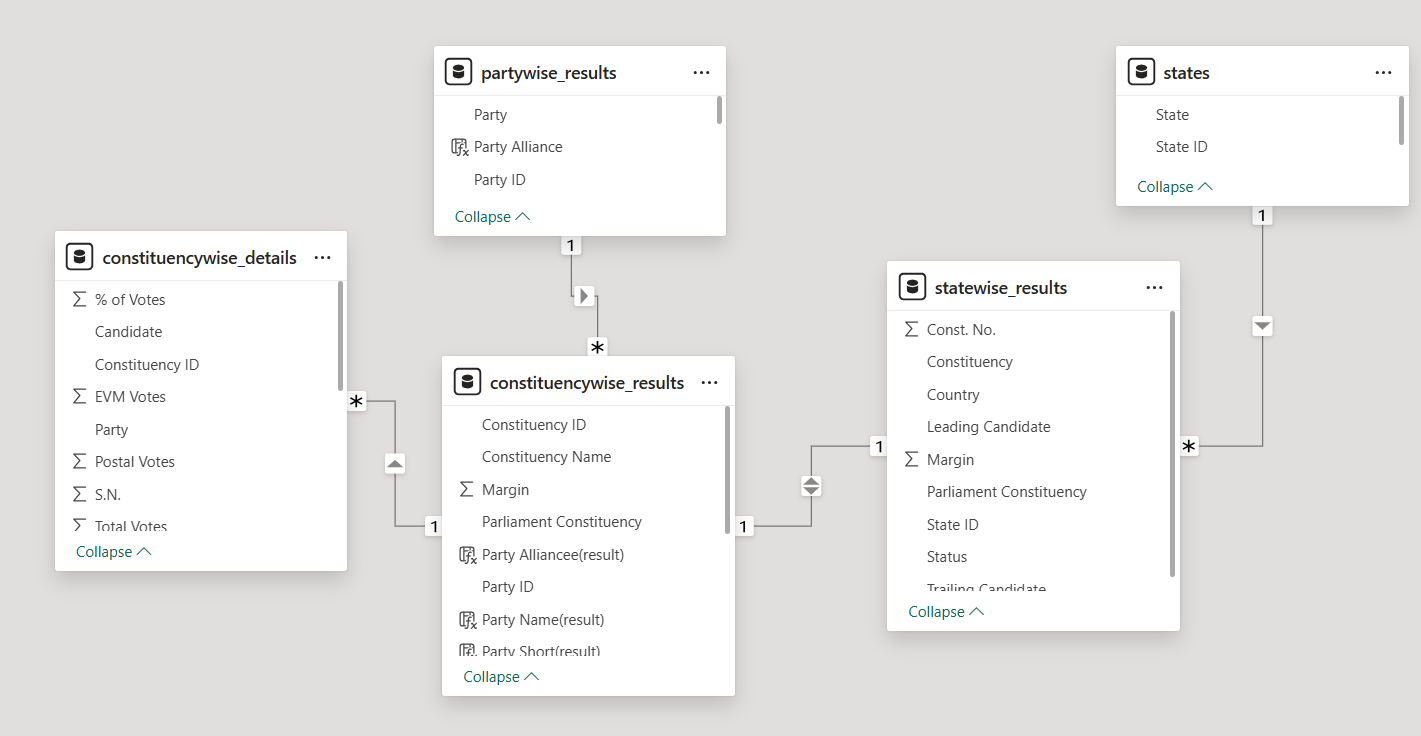 partywise_results
Party
Party Alliance
Party ID
Collapse
1
*
states
State
State ID
Collapse
1
*
constituencywise_details
% of Votes
Candidate
Constituency ID
EVM Votes
Party
Postal Votes
S.N.
Total Votes
Collapse
*
1
constituencywise_results
Constituency ID
Constituency Name
Margin
Parliament Constituency
Party Alliancee(result)
Party ID
Party Name(result)
Party Short(result)
Collapse
1
1
statewise_results
Const. No.
Constituency
Country
Leading Candidate
Margin
Parliament Constituency
State ID
Status
Trailing Candidate
Collapse